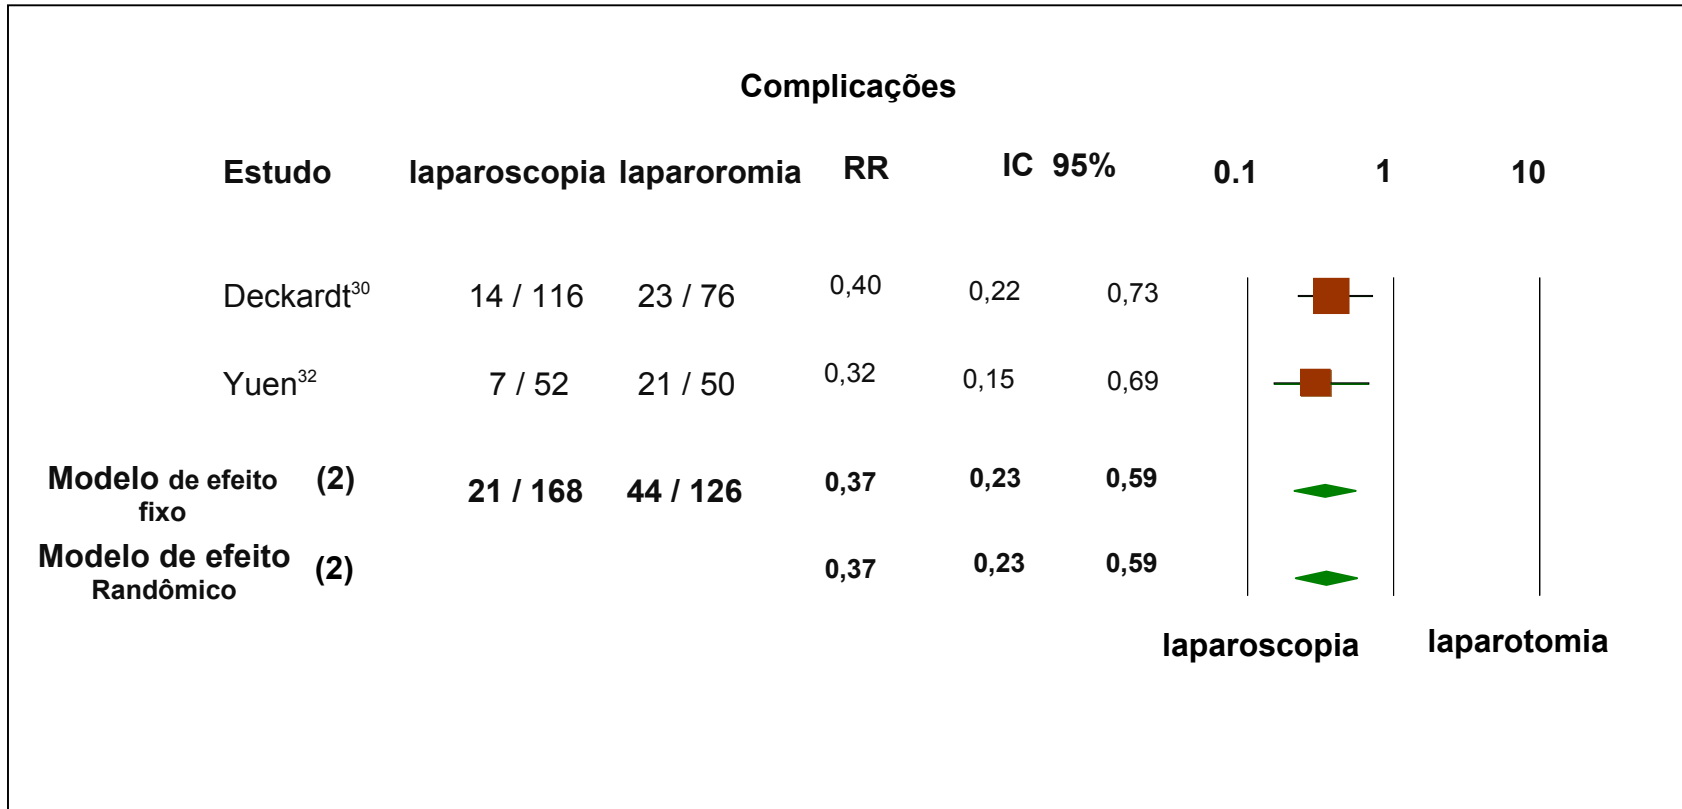 Complicações
Estudo laparoscopia laparoromia RR IC 95% 0.1 1 10
Deckardt³⁰ 14 / 116 23 / 76 0,40 0,22 0,73
Yuen³² 7 / 52 21 / 50 0,32 0,15 0,69
Modelo de efeito (2) 21 / 168 44 / 126 0,37 0,23 0,59
fixo
Modelo de efeito (2) 0,37 0,23 0,59
Randômico
laparoscopia laparotomia